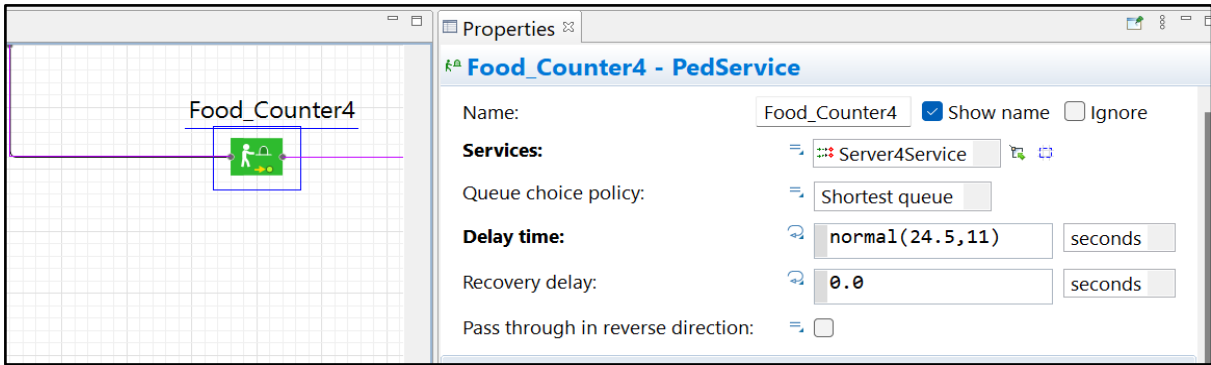 Properties
Food_Counter4 - PedService
Food_Counter4
Name: Food_Counter4 Show name Ignore
Services: Server4Service
Queue choice policy: Shortest queue
Delay time: normal(24.5,11) seconds
Recovery delay: 0.0 seconds
Pass through in reverse direction: